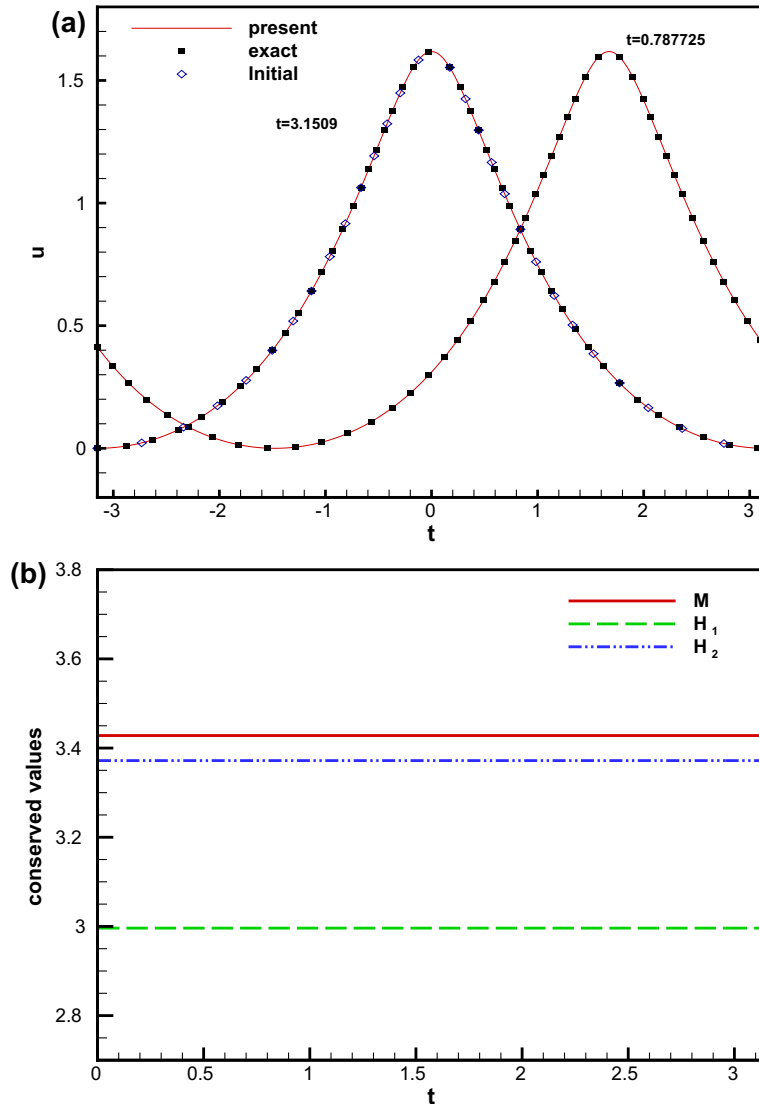 (a)
present
exact
Initial
t=0.787725
t=3.1509
1.5
1
0.5
0
u
-3
-2
-1
0
1
2
3
t
(b)
3.8
3.6
3.4
3.2
3
2.8
conserved values
M
H 1
H 2
0
0.5
1
1.5
2
2.5
3
t